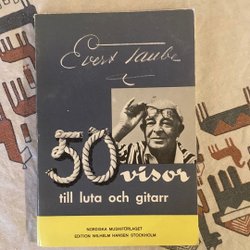 Evert Taube
50
visor
till luta och gitarr
NORDISKA MUSIKFÖRLAGET
EDITION WILHELM HANSEN STOCKHOLM